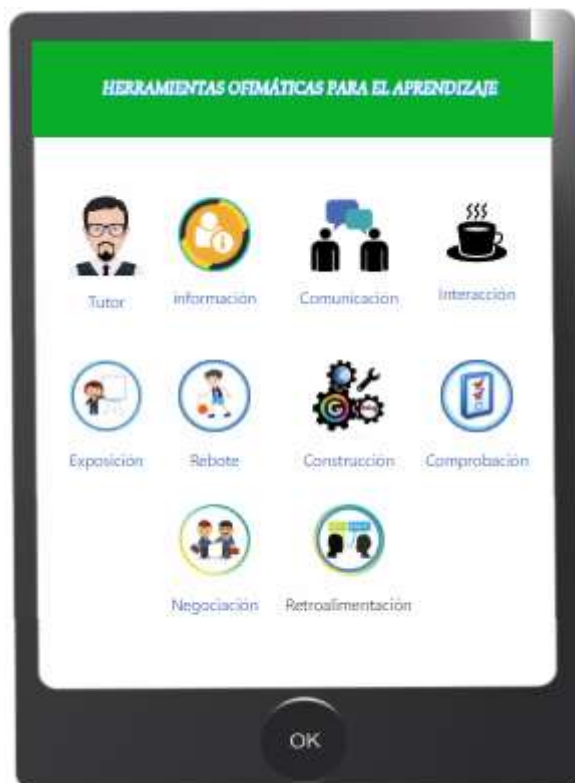 HERRAMIENTAS OFIMÁTICAS PARA EL APRENDIZAJE
Tutor
Información
Comunicación
Interacción
Exposición
Rebote
Construcción
Comprobación
Negociación
Retroalimentación
OK